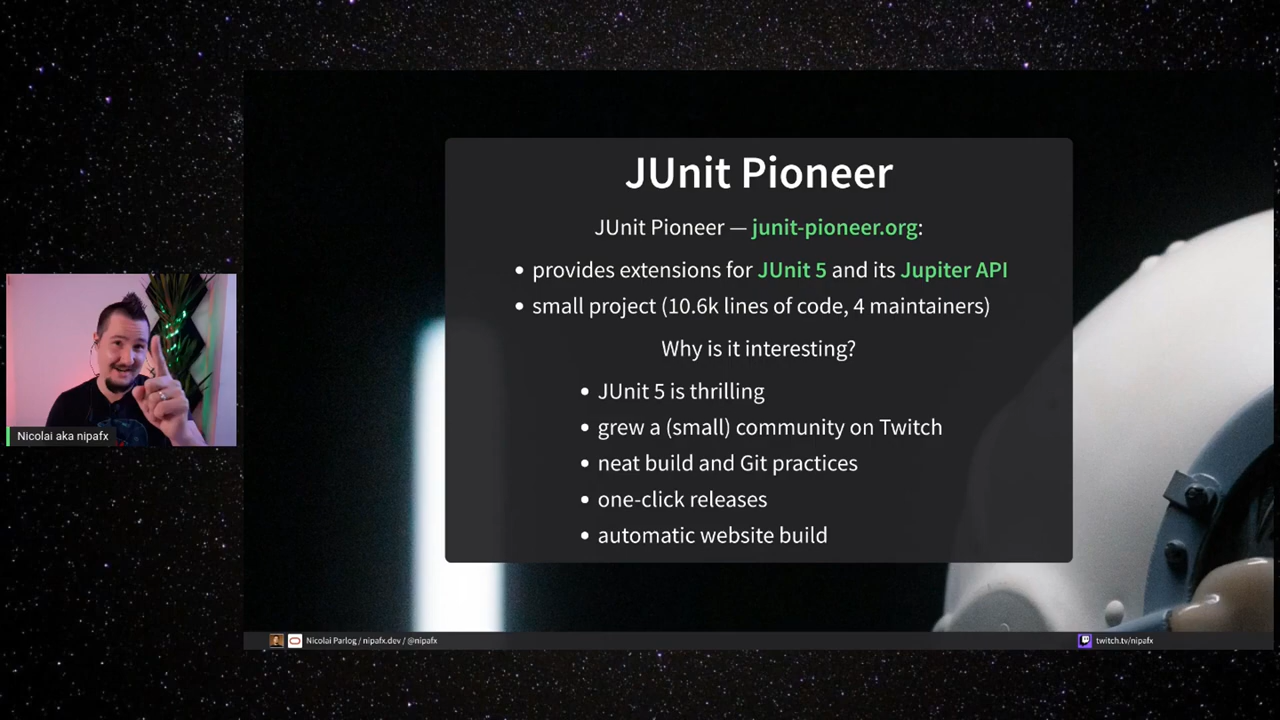 JUnit Pioneer
JUnit Pioneer — junit-pioneer.org:
• provides extensions for JUnit 5 and its Jupiter API
• small project (10.6k lines of code, 4 maintainers)
Why is it interesting?
• JUnit 5 is thrilling
• grew a (small) community on Twitch
• neat build and Git practices
• one-click releases
• automatic website build
Nicolai aka nipafx
Nicolai Parlog / nipafx.dev / @nipafx
twitch.tv/nipafx